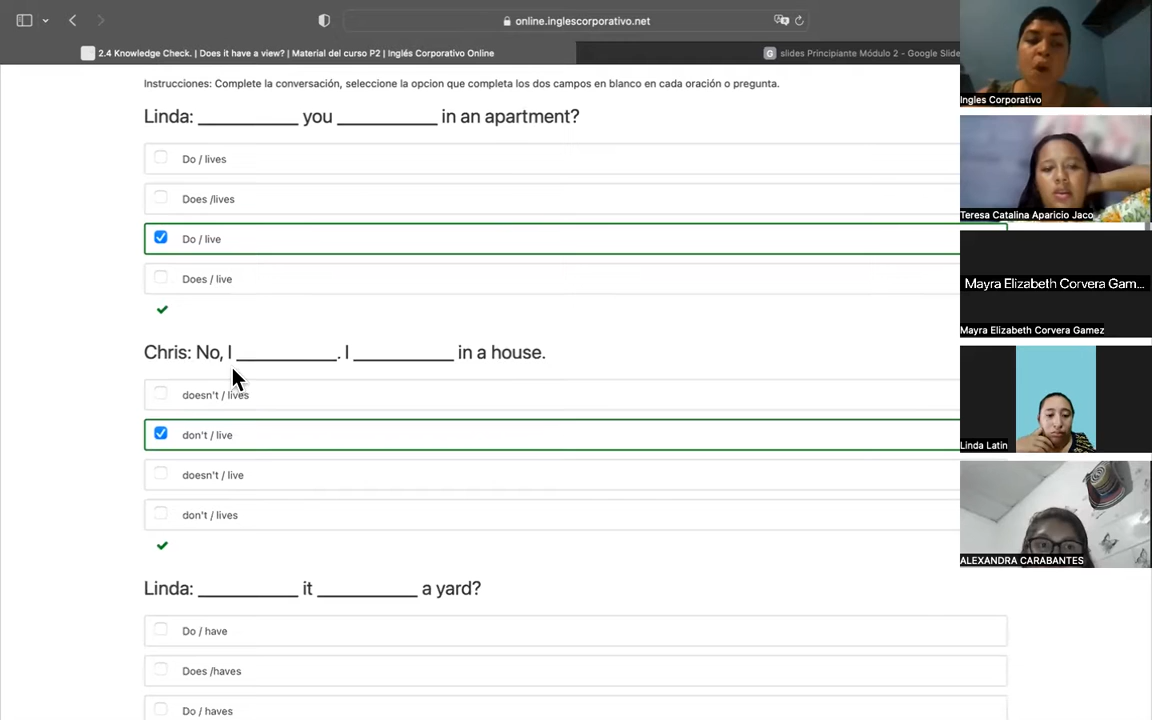 online.inglescorporativo.net
2.4 Knowledge Check. | Does it have a view? | Material del curso P2 | Inglés Corporativo Online
G slides Principiante Módulo 2 - Google Slide
Instrucciones: Complete la conversación, seleccione la opcion que completa los dos campos en blanco en cada oración o pregunta.
Linda: ___________ you ___________ in an apartment?
Do / lives
Does /lives
Do / live
Does / live
Chris: No, I ___________. I ___________ in a house.
doesn't / lives
don't / live
doesn't / live
don't / lives
Linda: ___________ it ___________ a yard?
Do / have
Does /haves
Do / haves
Ingles Corporativo
Teresa Catalina Aparicio Jaco
Mayra Elizabeth Corvera Gam...
Mayra Elizabeth Corvera Gamez
Linda Latin
ALEXANDRA CARABANTES